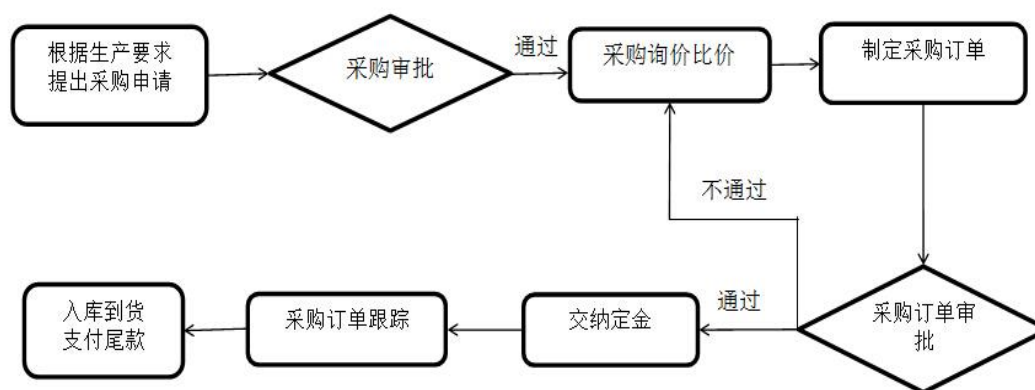 根据生产要求
提出采购申请
采购审批
通过
采购询价比价
制定采购订单
不通过
采购订单审
批
通过
交纳定金
采购订单跟踪
入库到货
支付尾款